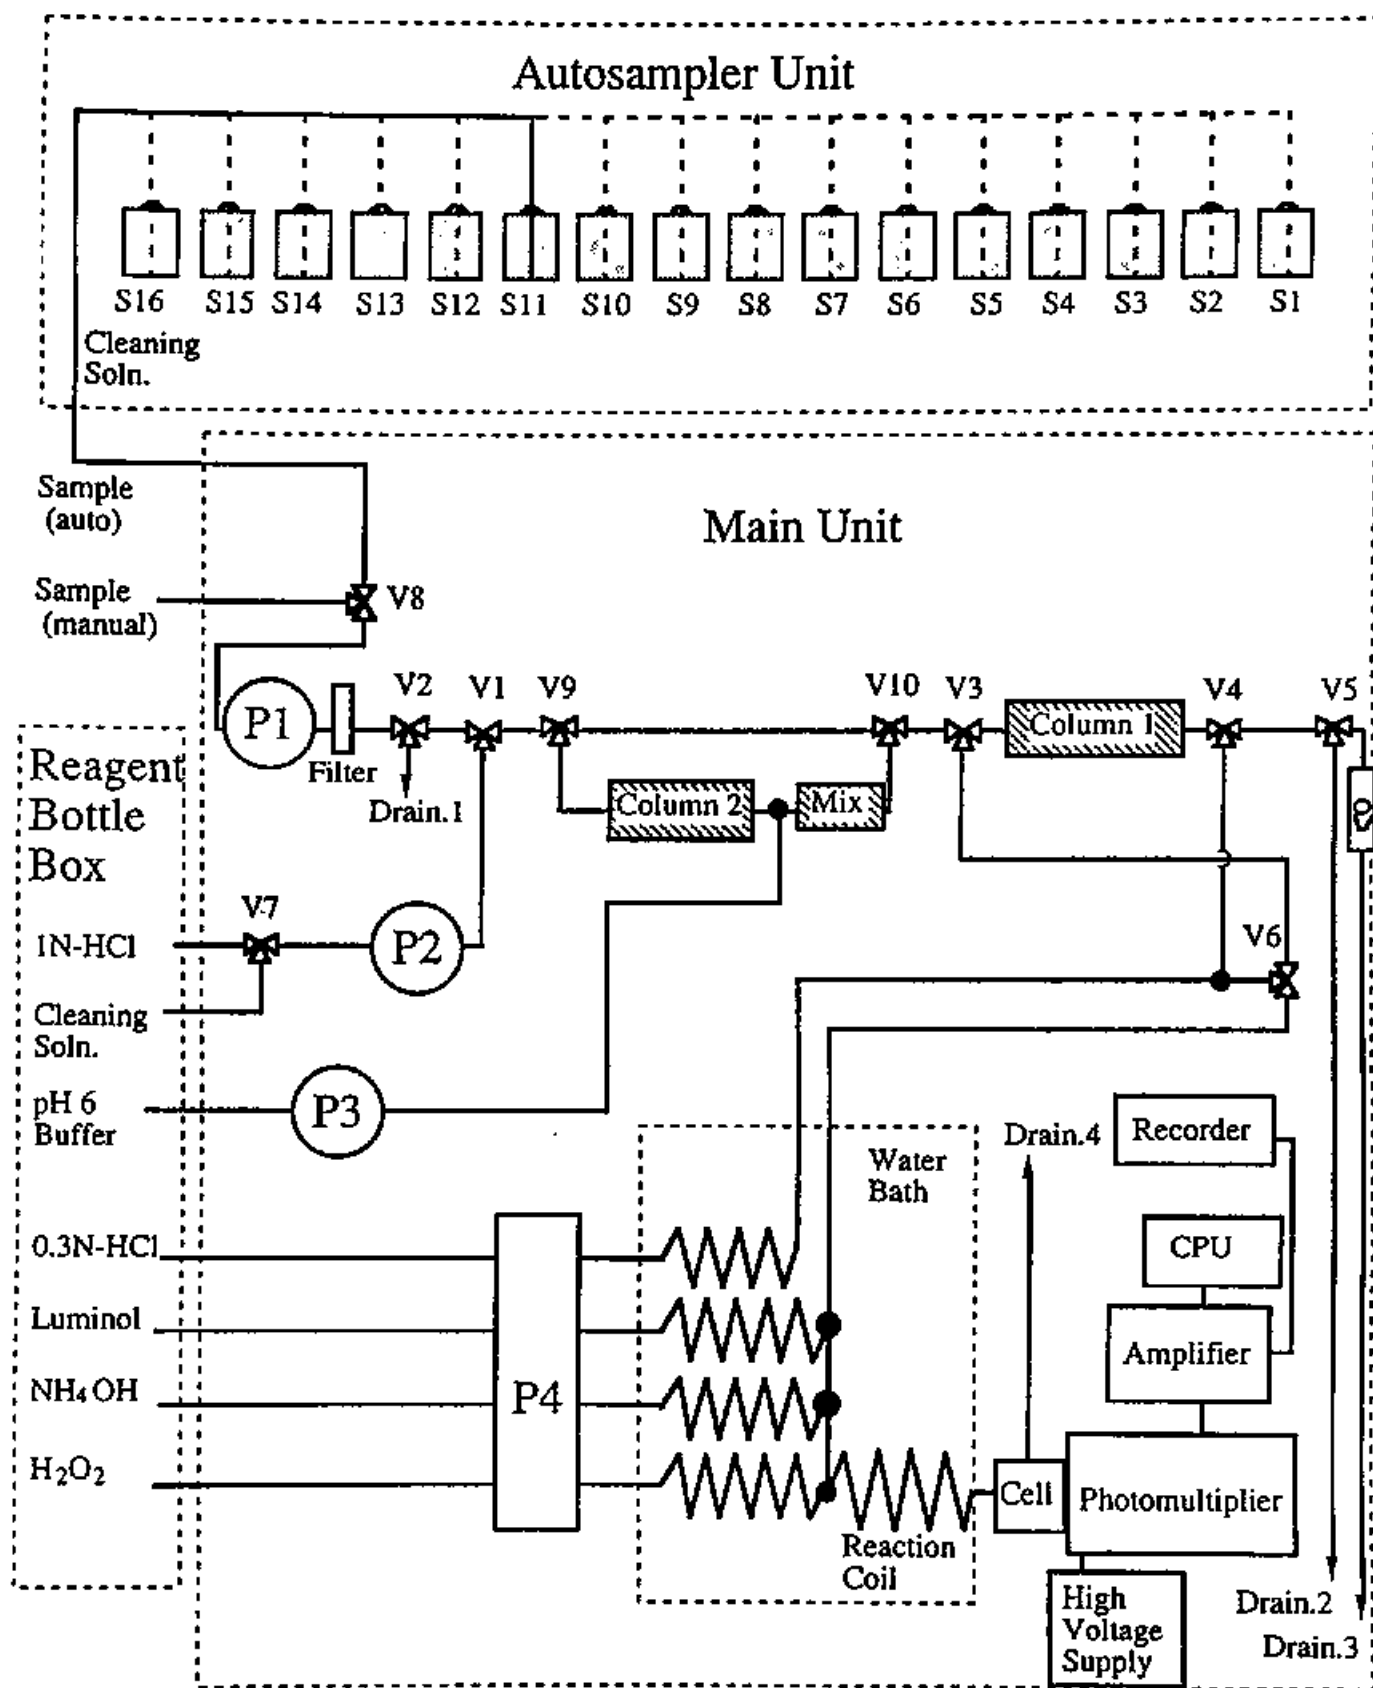 Autosampler Unit
S16 S15 S14 S13 S12 S11 S10 S9 S8 S7 S6 S5 S4 S3 S2 S1
Cleaning
Soln.
Sample
(auto)
Main Unit
Sample
(manual)
V8
P1
Filter
V2
V1
V9
V10
V3
Column 1
V4
V5
Drain.1
Column 2
Mix
Reagent
Bottle
Box
V7
1N-HCl
P2
V6
Cleaning
Soln.
pH 6
Buffer
P3
Water
Bath
Drain.4
Recorder
0.3N-HCl
CPU
Luminol
Amplifier
NH₄OH
P4
H₂O₂
Cell
Photomultiplier
Reaction
Coil
High
Voltage
Supply
Drain.2
Drain.3